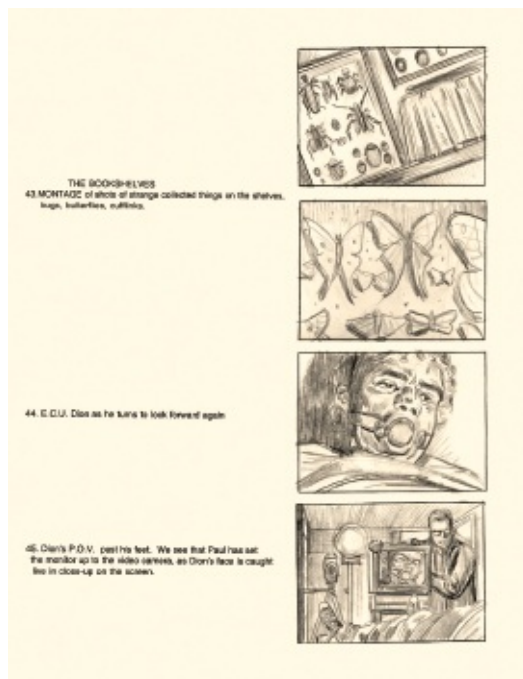 THE BOOKSHELVES
43.MONTAGE of shots of strange collected things on the shelves,
bugs, butterflies, cufflinks.
44. E.C.U. Dion as he turns to look forward again
45. Dion's P.O.V. past his feet. We see that Paul has set
the monitor up to the video camera, as Dion's face is caught
live in close-up on the screen.